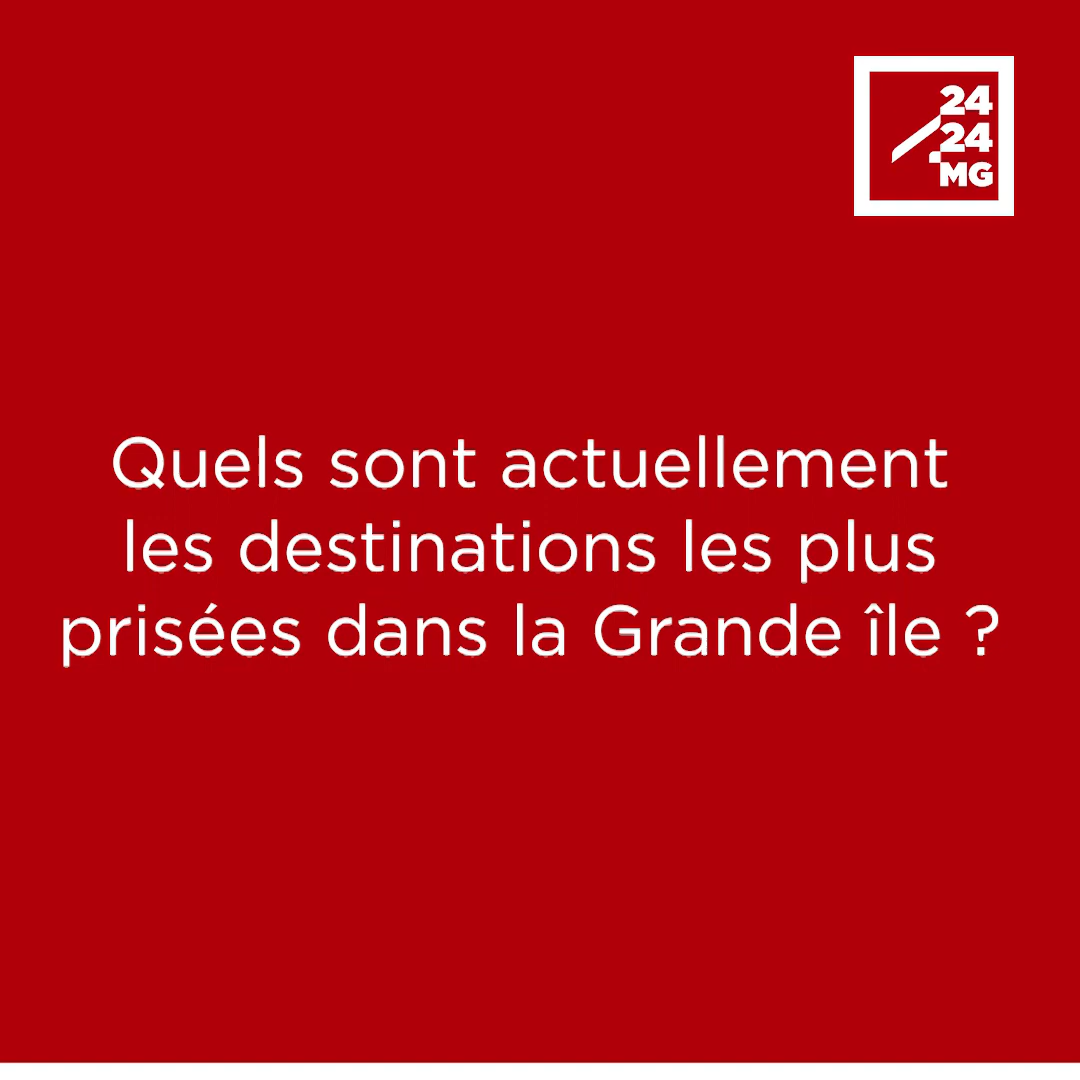 24
24
MG
Quels sont actuellement
les destinations les plus
prisées dans la Grande île ?